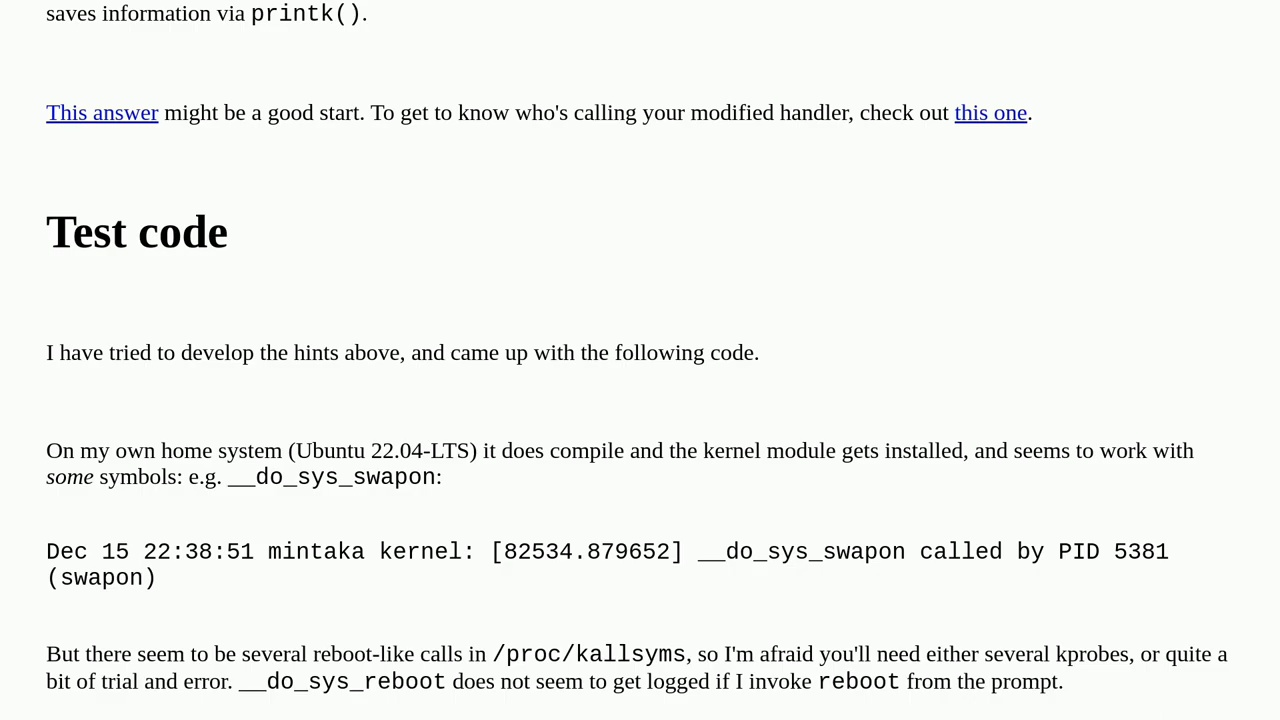 saves information via printk().
This answer might be a good start. To get to know who's calling your modified handler, check out this one.
Test code
I have tried to develop the hints above, and came up with the following code.
On my own home system (Ubuntu 22.04-LTS) it does compile and the kernel module gets installed, and seems to work with
some symbols: e.g. __do_sys_swapon:
Dec 15 22:38:51 mintaka kernel: [82534.879652] __do_sys_swapon called by PID 5381
(swapon)
But there seem to be several reboot-like calls in /proc/kallsyms, so I'm afraid you'll need either several kprobes, or quite a
bit of trial and error. __do_sys_reboot does not seem to get logged if I invoke reboot from the prompt.